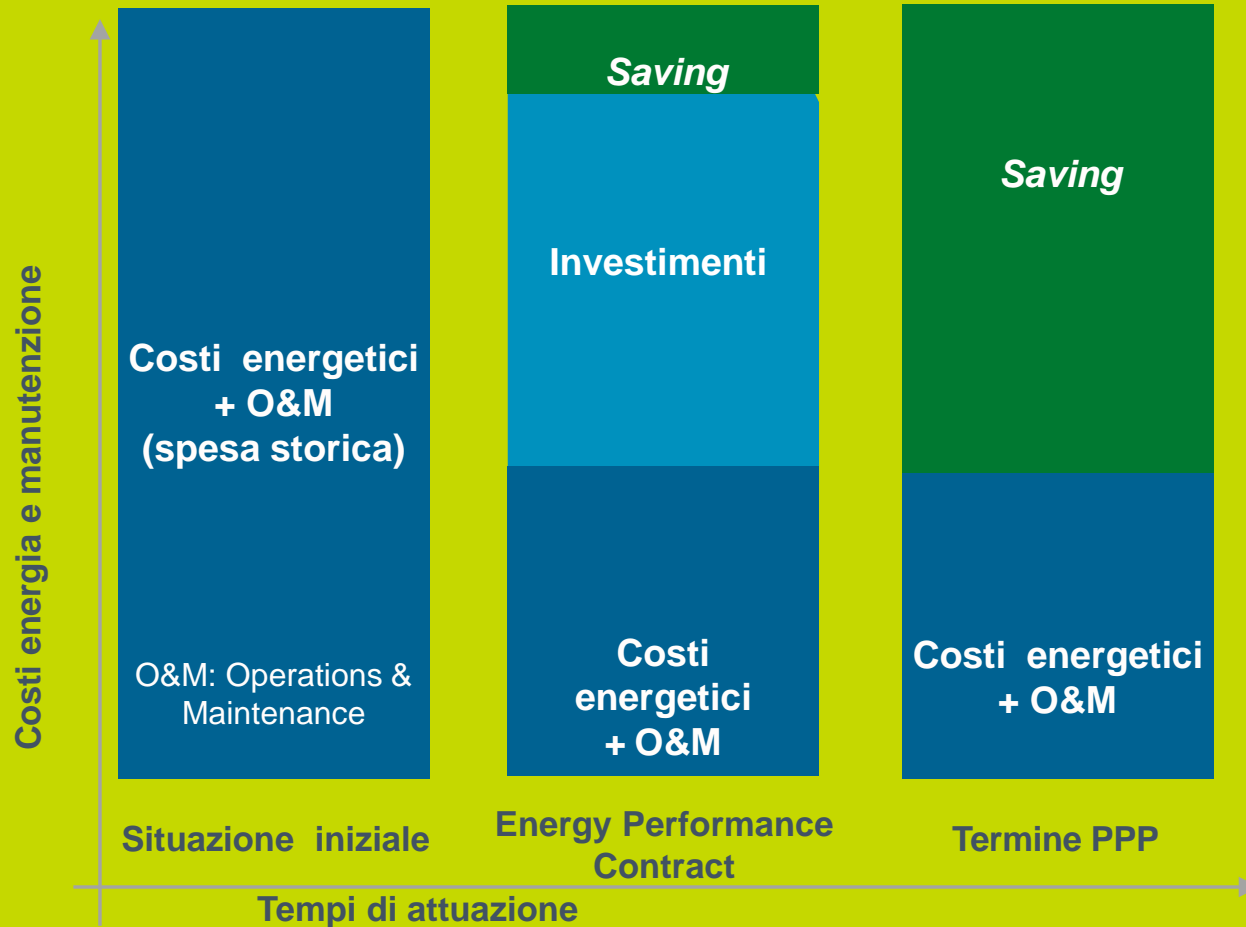 Costi energia e manutenzione
Costi energetici
+ O&M
(spesa storica)
O&M: Operations &
Maintenance
Situazione iniziale
Saving
Investimenti
Costi
energetici
+ O&M
Energy Performance
Contract
Saving
Costi energetici
+ O&M
Termine PPP
Tempi di attuazione